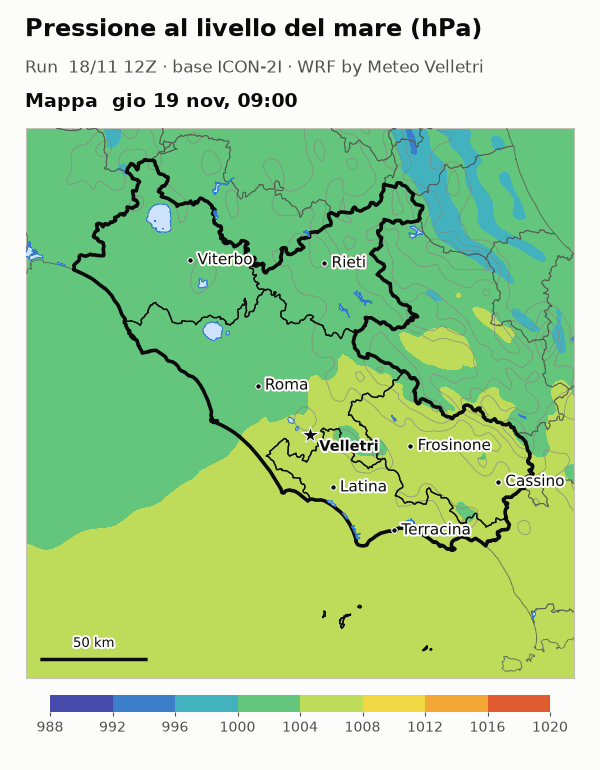 Pressione al livello del mare (hPa)
Run  18/11 12Z · base ICON-2I · WRF by Meteo Velletri
Mappa  gio 19 nov, 09:00
Viterbo
Rieti
Roma
Velletri
Frosinone
Latina
Cassino
Terracina
50 km
988 992 996 1000 1004 1008 1012 1016 1020